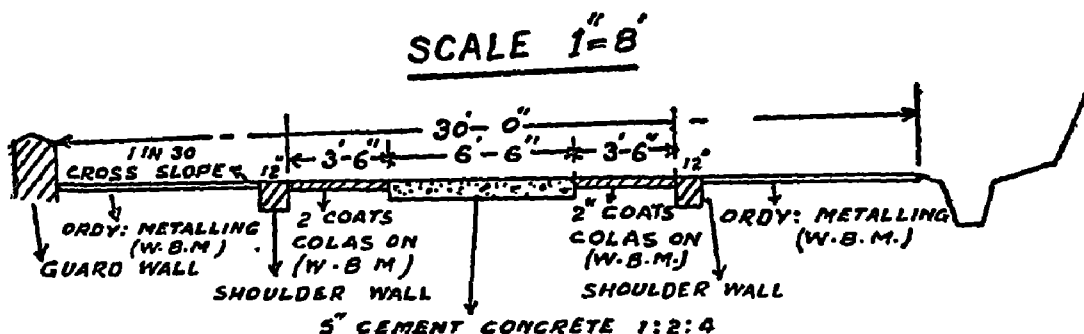 SCALE 1"=8'
30'-0"
1 IN 30
CROSS SLOPE
12"
3'-6"
6'-6"
3'-6"
12"
ORDY: METALLING
(W.B.M)
GUARD WALL
2 COATS
COLAS ON
(W.B M)
SHOULDER WALL
2" COATS
COLAS ON
(W.B.M.)
SHOULDER WALL
ORDY: METALLING
(W.B.M.)
5" CEMENT CONCRETE 1:2:4